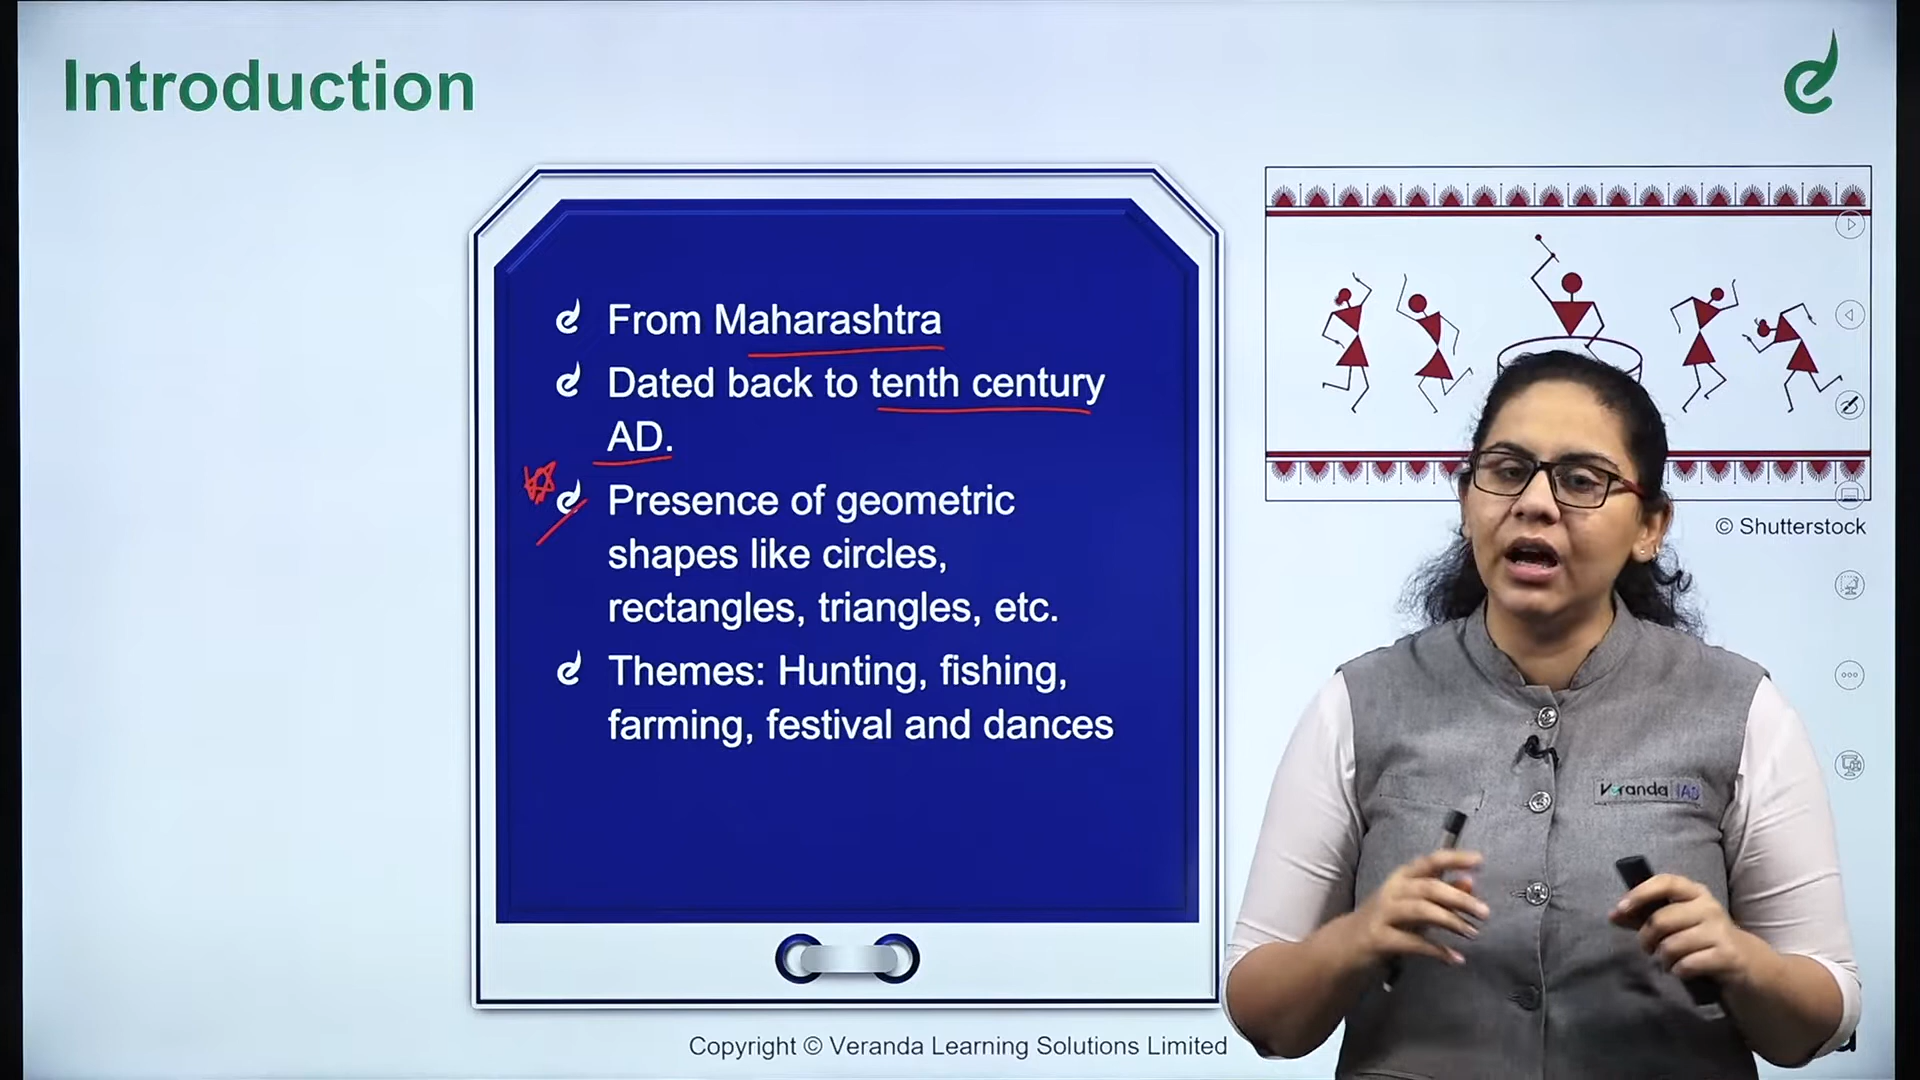 Introduction
From Maharashtra
Dated back to tenth century
AD.
Presence of geometric
shapes like circles,
rectangles, triangles, etc.
Themes: Hunting, fishing,
farming, festival and dances
© Shutterstock
Veranda IAS
Copyright © Veranda Learning Solutions Limited